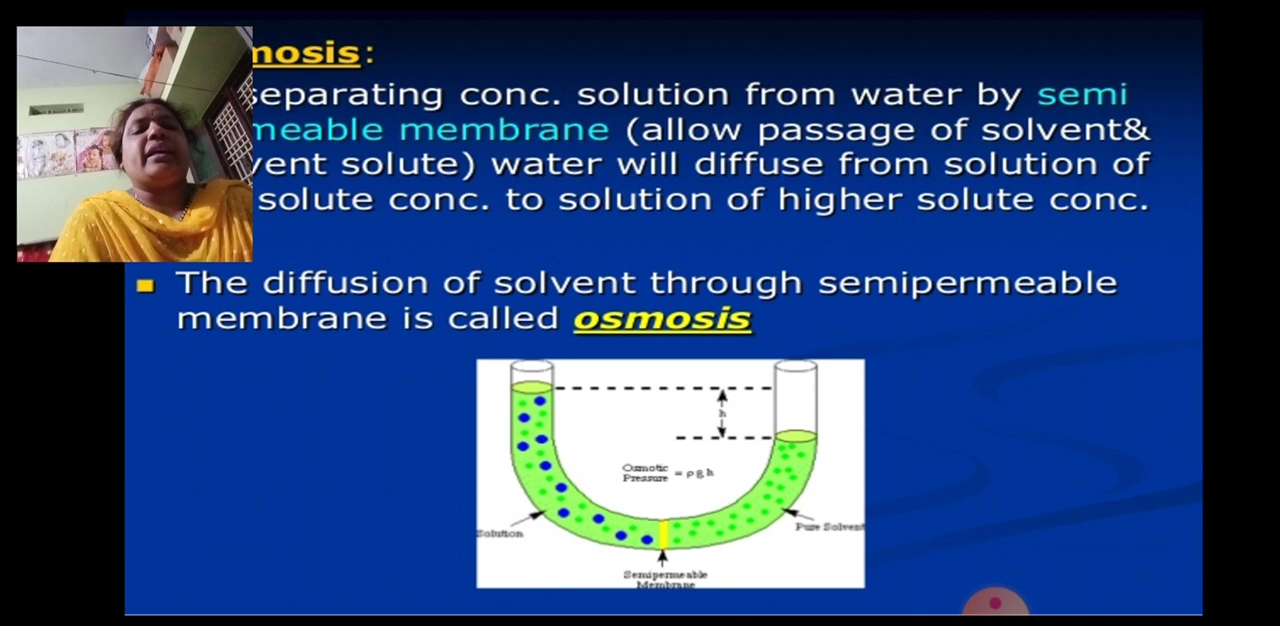 mosis:
separating conc. solution from water by semi
meable membrane (allow passage of solvent&
vent solute) water will diffuse from solution of
solute conc. to solution of higher solute conc.
The diffusion of solvent through semipermeable
membrane is called osmosis
h
Osmotic
Pressure = ρ g h
Solution
Pure Solvent
Semipermeable
Membrane